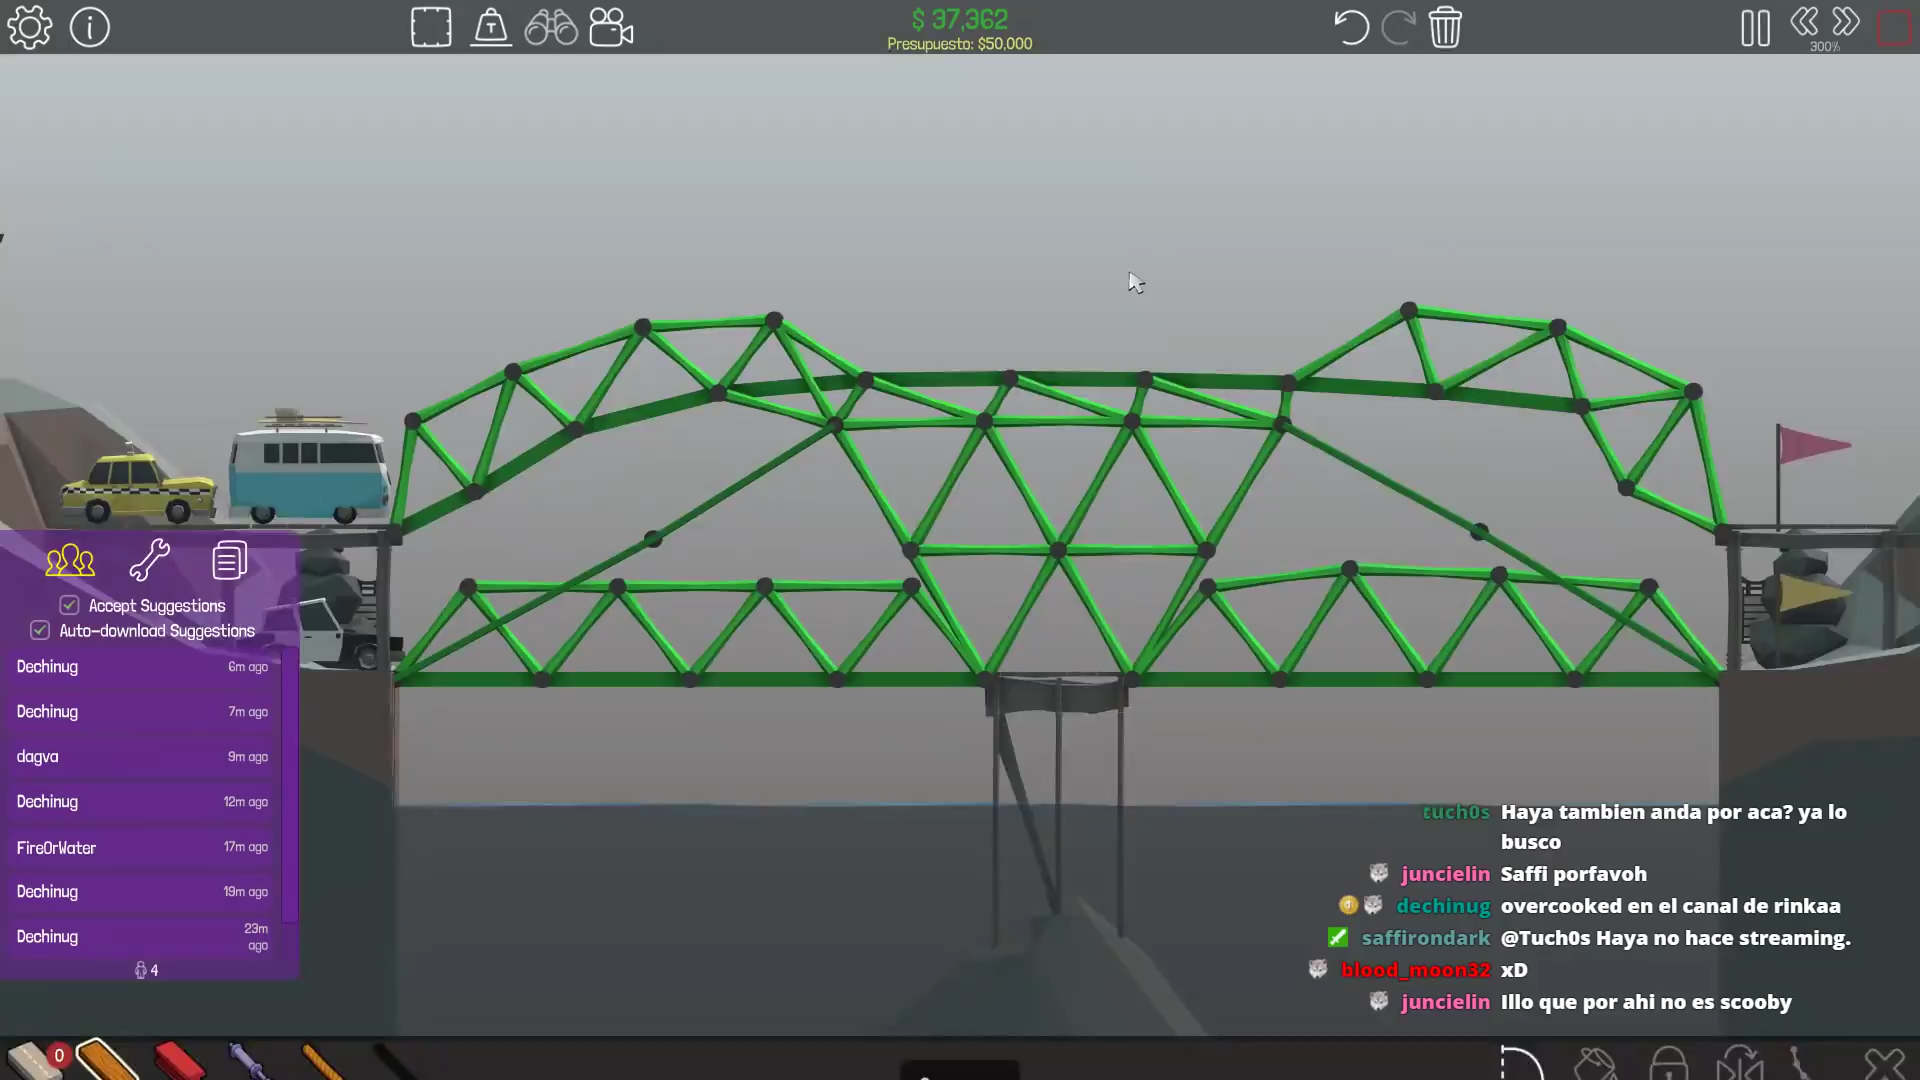 $ 37,362
Presupuesto: $50,000
300%
Accept Suggestions
Auto-download Suggestions
Dechinug 6m ago
Dechinug 7m ago
dagva 9m ago
Dechinug 12m ago
FireOrWater 17m ago
Dechinug 19m ago
Dechinug 23m ago
4
tuch0s Haya tambien anda por aca? ya lo
busco
juncielin Saffi porfavoh
dechinug overcooked en el canal de rinkaa
saffirondark @Tuch0s Haya no hace streaming.
blood_moon32 xD
juncielin Illo que por ahi no es scooby
0